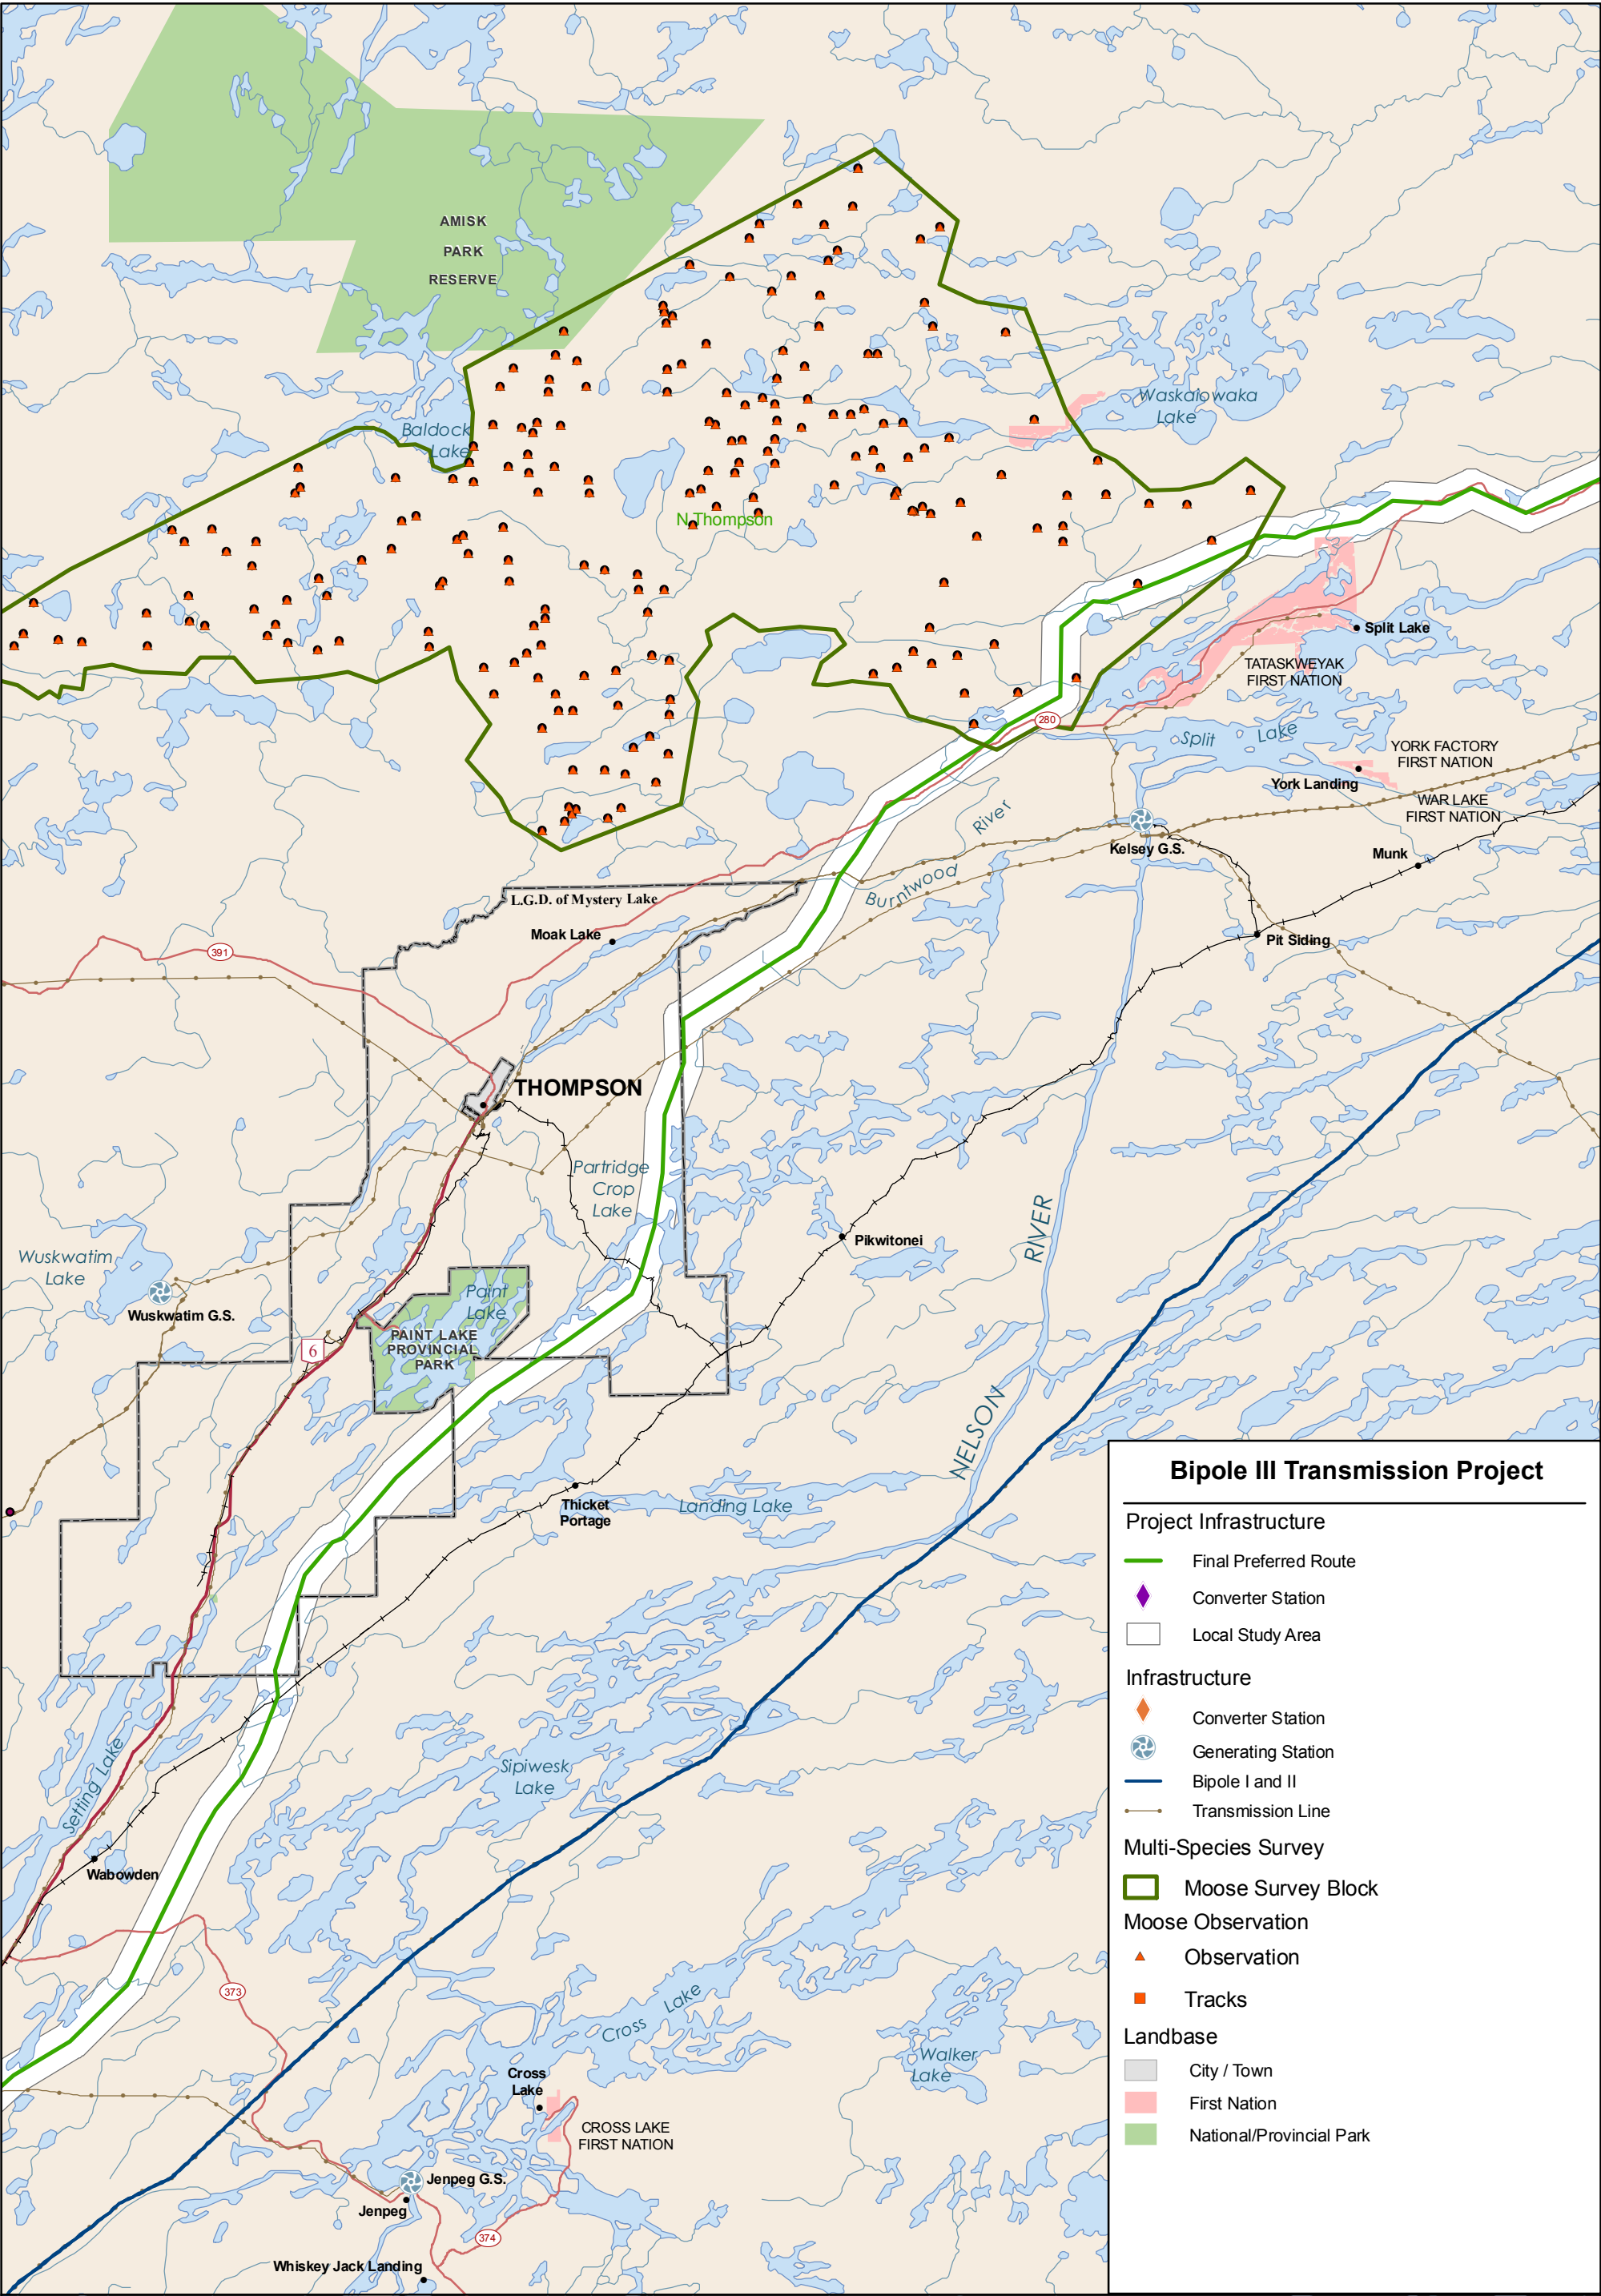 AMISK
PARK
RESERVE
Baldock
Lake
Waskaiowaka
Lake
N Thompson
Split Lake
TATASKWEYAK
FIRST NATION
280
Split Lake
YORK FACTORY
FIRST NATION
York Landing
WAR LAKE
FIRST NATION
Kelsey G.S.
Munk
Burntwood River
L.G.D. of Mystery Lake
Moak Lake
Pit Siding
391
THOMPSON
Partridge
Crop
Lake
Pikwitonei
Wuskwatim
Lake
Wuskwatim G.S.
Paint
Lake
PAINT LAKE
PROVINCIAL
PARK
6
NELSON RIVER
Thicket
Portage
Landing Lake
Sipiwesk
Lake
Setting Lake
Wabowden
373
Cross Lake
Walker
Lake
Cross
Lake
CROSS LAKE
FIRST NATION
Jenpeg G.S.
Jenpeg
374
Whiskey Jack Landing
Bipole III Transmission Project
Project Infrastructure
Final Preferred Route
Converter Station
Local Study Area
Infrastructure
Converter Station
Generating Station
Bipole I and II
Transmission Line
Multi-Species Survey
Moose Survey Block
Moose Observation
Observation
Tracks
Landbase
City / Town
First Nation
National/Provincial Park